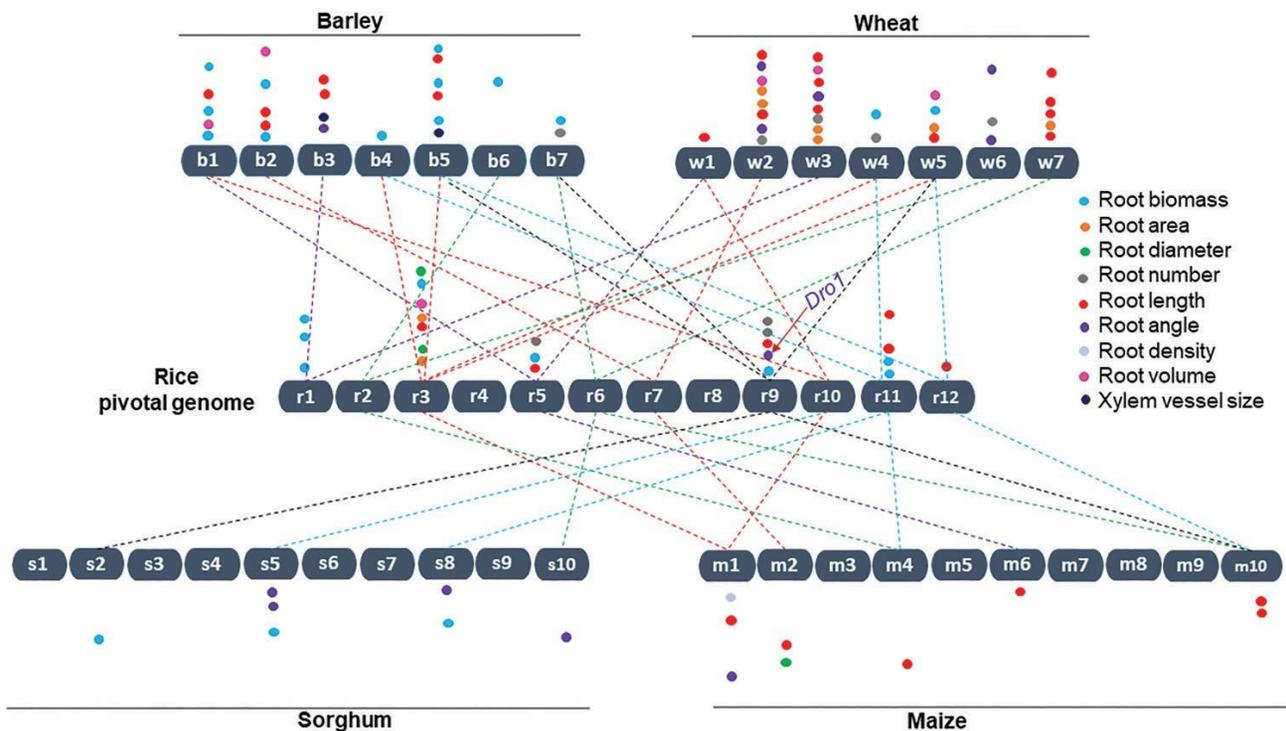 Barley
Wheat
b1 b2 b3 b4 b5 b6 b7
w1 w2 w3 w4 w5 w6 w7
Root biomass
Root area
Root diameter
Root number
Root length
Root angle
Root density
Root volume
Xylem vessel size
Dro1
Rice
pivotal genome
r1 r2 r3 r4 r5 r6 r7 r8 r9 r10 r11 r12
s1 s2 s3 s4 s5 s6 s7 s8 s9 s10
m1 m2 m3 m4 m5 m6 m7 m8 m9 m10
Sorghum
Maize